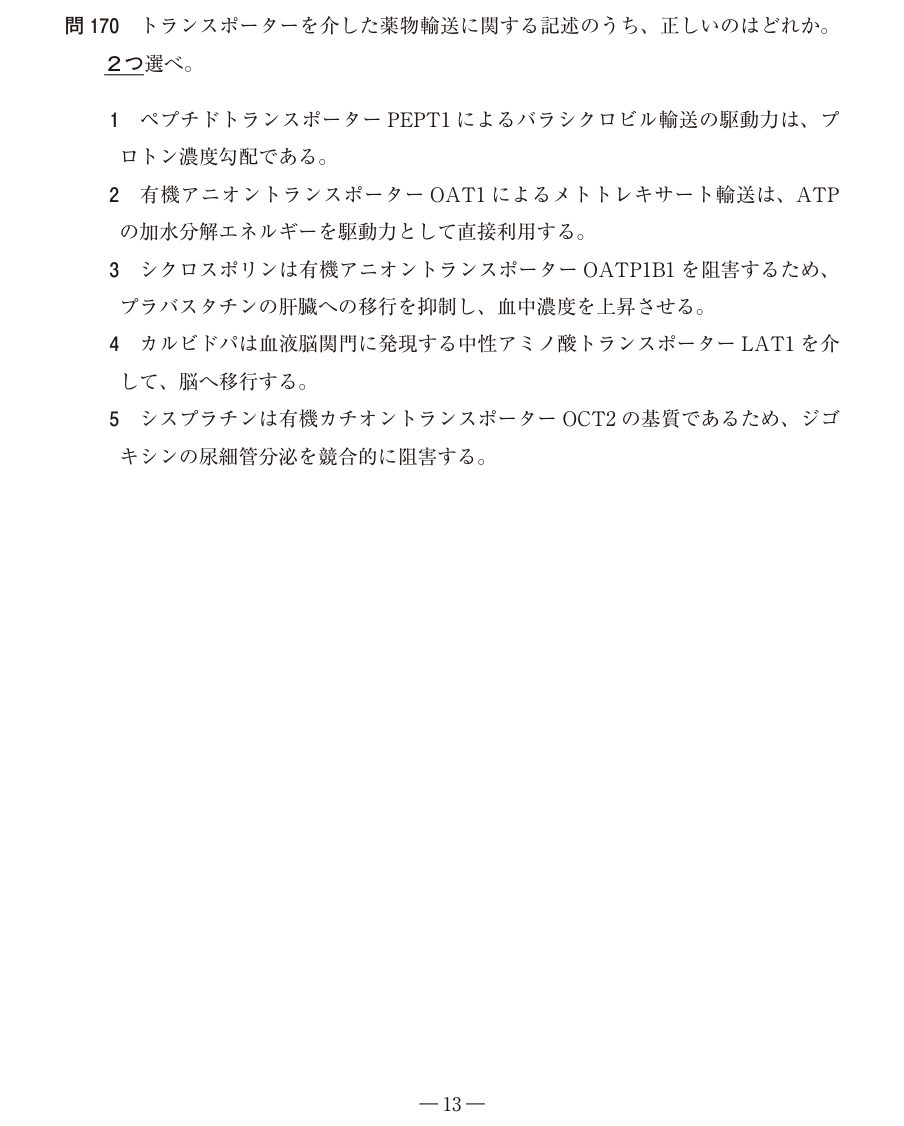 問 170　トランスポーターを介した薬物輸送に関する記述のうち、正しいのはどれか。
２つ選べ。
1　ペプチドトランスポーター PEPT1 によるバラシクロビル輸送の駆動力は、プ
ロトン濃度勾配である。
2　有機アニオントランスポーター OAT1 によるメトトレキサート輸送は、ATP
の加水分解エネルギーを駆動力として直接利用する。
3　シクロスポリンは有機アニオントランスポーター OATP1B1 を阻害するため、
プラバスタチンの肝臓への移行を抑制し、血中濃度を上昇させる。
4　カルビドパは血液脳関門に発現する中性アミノ酸トランスポーター LAT1 を介
して、脳へ移行する。
5　シスプラチンは有機カチオントランスポーター OCT2 の基質であるため、ジゴ
キシンの尿細管分泌を競合的に阻害する。
— 13 —